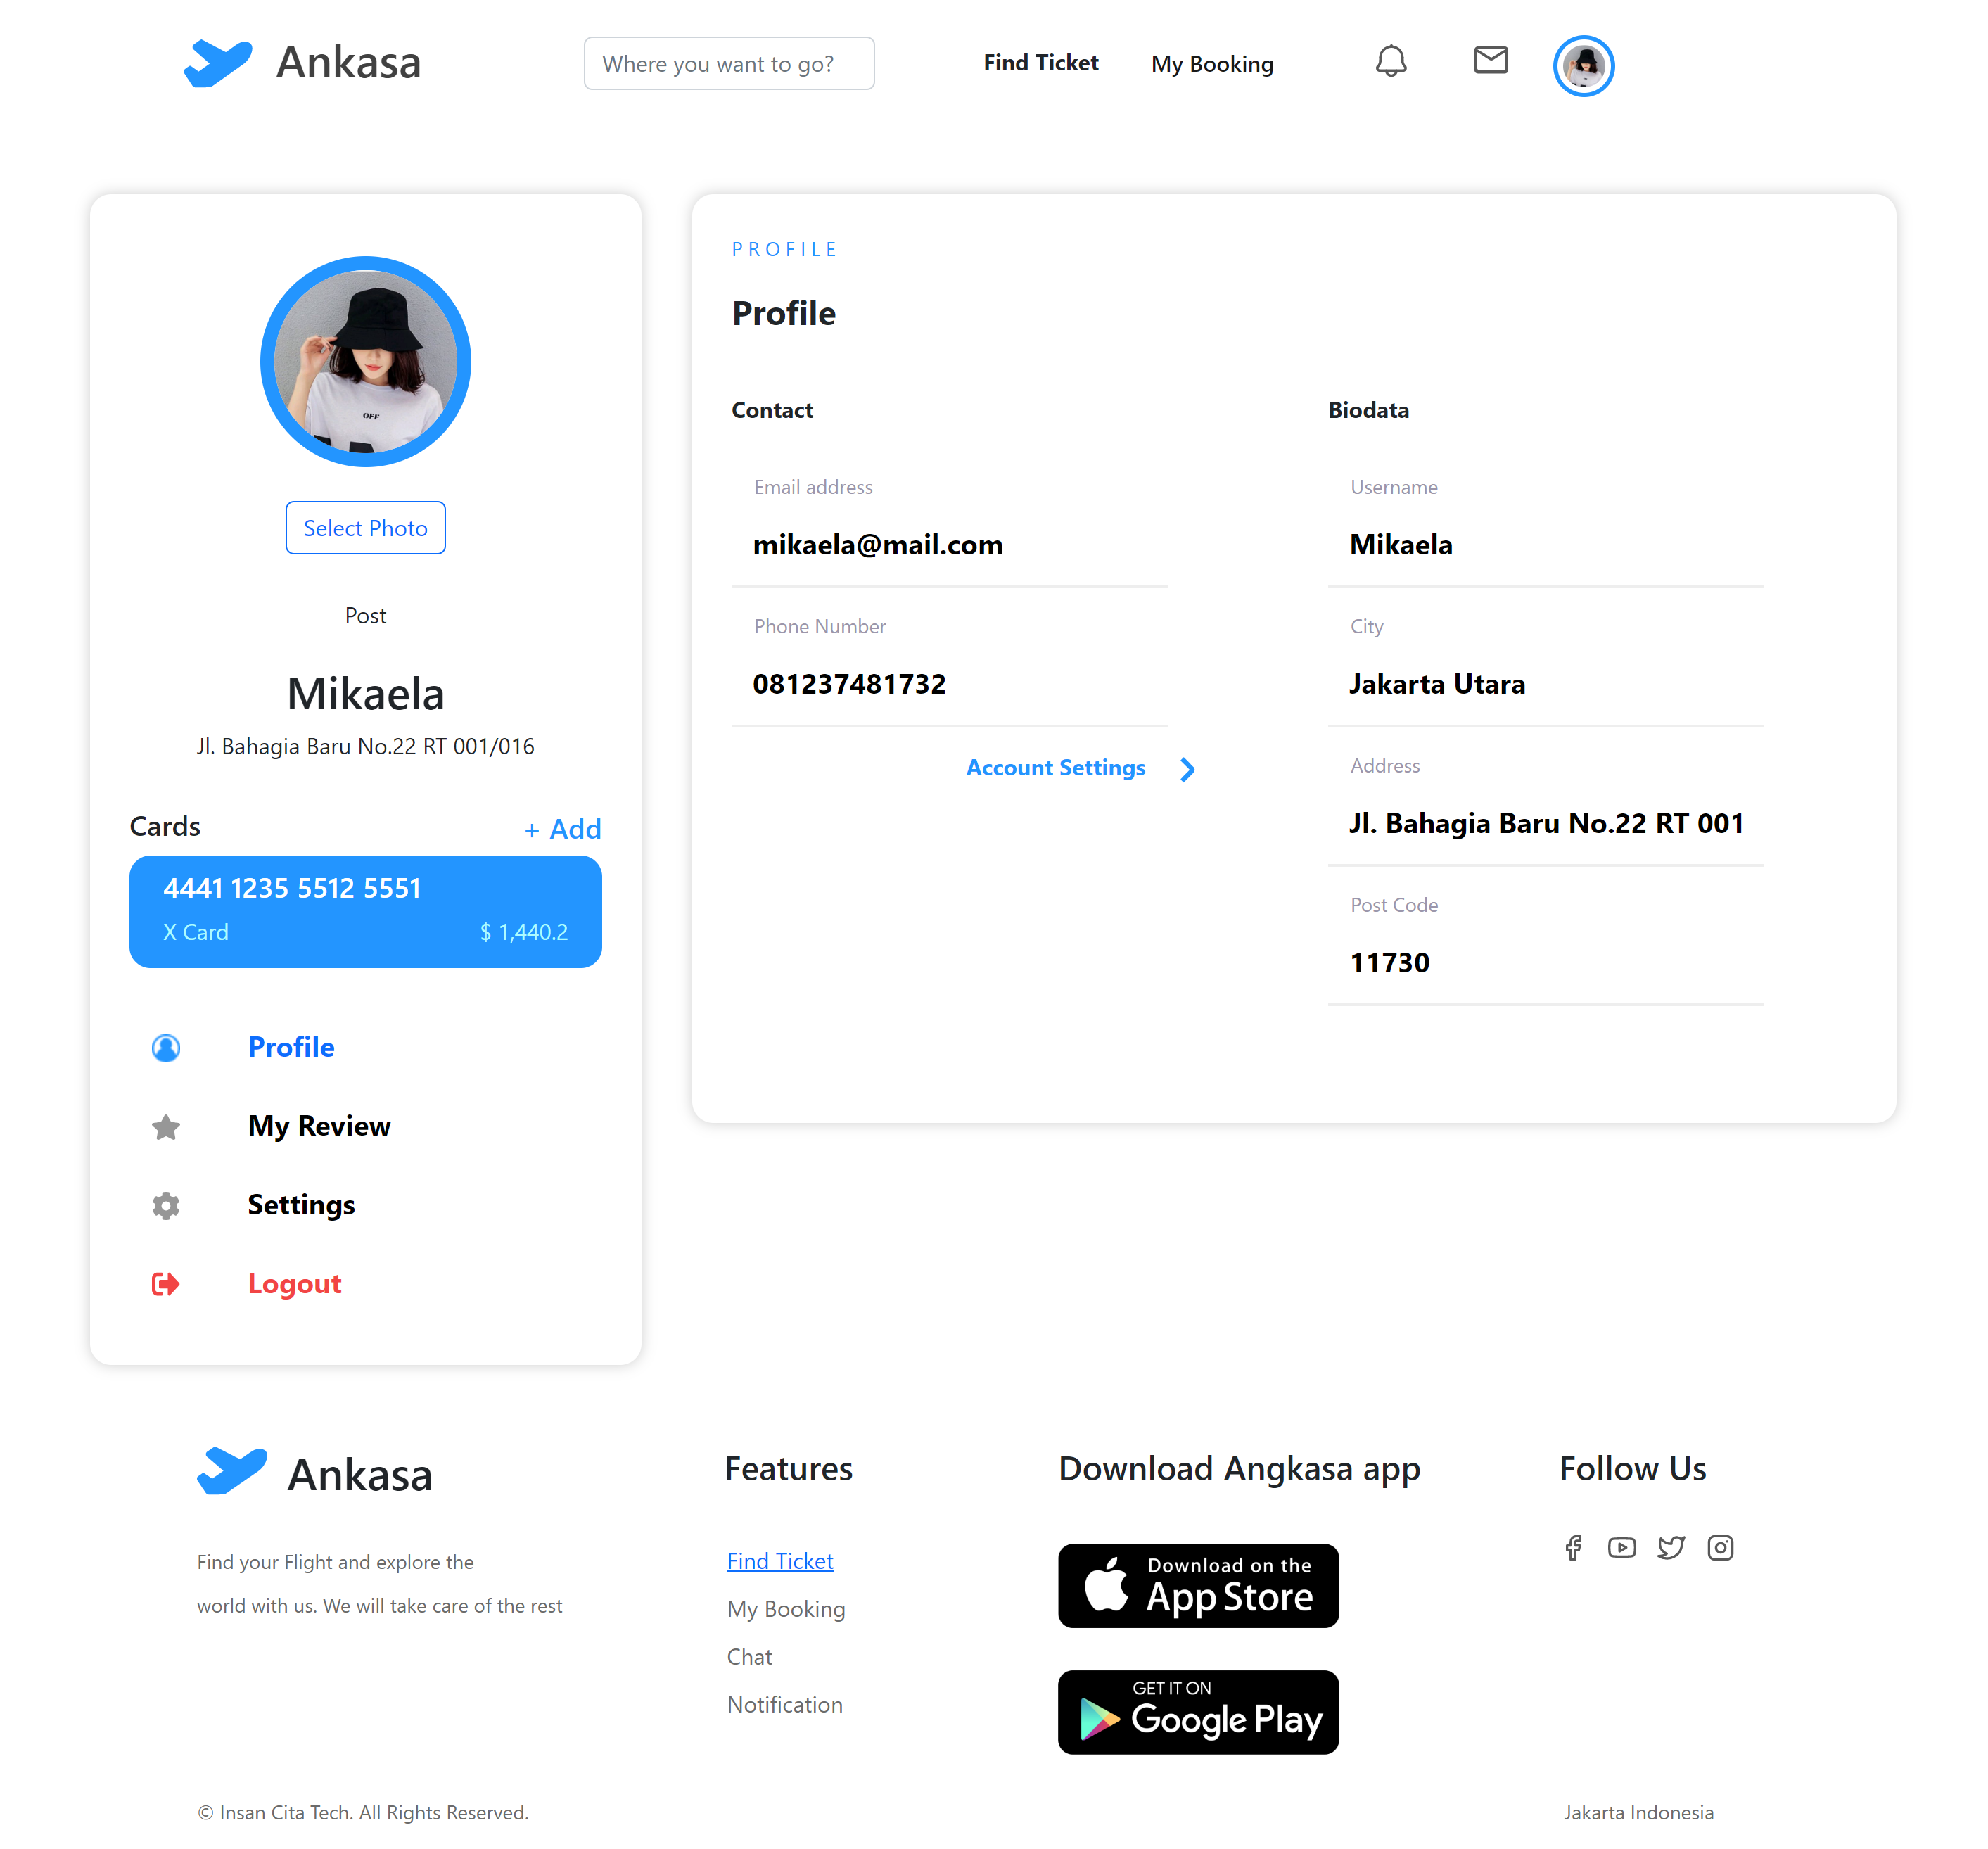 Ankasa
Where you want to go?
Find Ticket
My Booking
OFF
Select Photo
Post
Mikaela
Jl. Bahagia Baru No.22 RT 001/016
Cards
+ Add
4441 1235 5512 5551
X Card
$ 1,440.2
Profile
My Review
Settings
Logout
PROFILE
Profile
Contact
Email address
mikaela@mail.com
Phone Number
081237481732
Account Settings
Biodata
Username
Mikaela
City
Jakarta Utara
Address
Jl. Bahagia Baru No.22 RT 001
Post Code
11730
Ankasa
Find your Flight and explore the
world with us. We will take care of the rest
Features
Find Ticket
My Booking
Chat
Notification
Download Angkasa app
Download on the
App Store
GET IT ON
Google Play
Follow Us
© Insan Cita Tech. All Rights Reserved.
Jakarta Indonesia